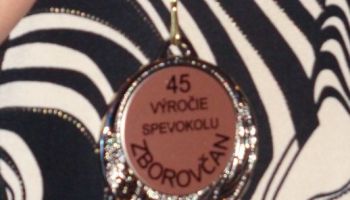 45
VÝROČIE
SPEVOKOLU
ZBOROVČAN